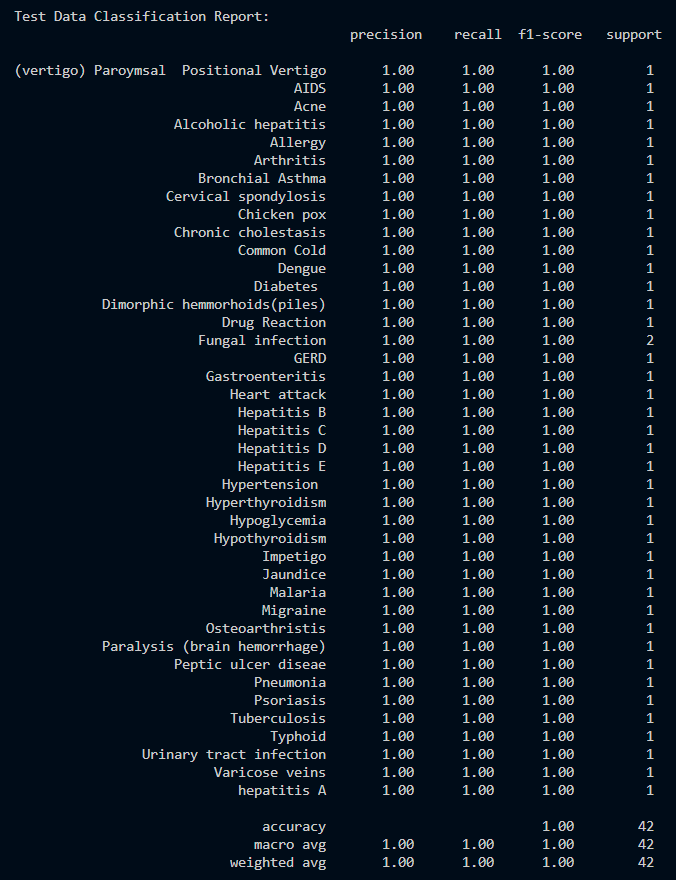 Test Data Classification Report:
precision recall f1-score support
(vertigo) Paroymsal  Positional Vertigo 1.00 1.00 1.00 1
AIDS 1.00 1.00 1.00 1
Acne 1.00 1.00 1.00 1
Alcoholic hepatitis 1.00 1.00 1.00 1
Allergy 1.00 1.00 1.00 1
Arthritis 1.00 1.00 1.00 1
Bronchial Asthma 1.00 1.00 1.00 1
Cervical spondylosis 1.00 1.00 1.00 1
Chicken pox 1.00 1.00 1.00 1
Chronic cholestasis 1.00 1.00 1.00 1
Common Cold 1.00 1.00 1.00 1
Dengue 1.00 1.00 1.00 1
Diabetes 1.00 1.00 1.00 1
Dimorphic hemmorhoids(piles) 1.00 1.00 1.00 1
Drug Reaction 1.00 1.00 1.00 1
Fungal infection 1.00 1.00 1.00 2
GERD 1.00 1.00 1.00 1
Gastroenteritis 1.00 1.00 1.00 1
Heart attack 1.00 1.00 1.00 1
Hepatitis B 1.00 1.00 1.00 1
Hepatitis C 1.00 1.00 1.00 1
Hepatitis D 1.00 1.00 1.00 1
Hepatitis E 1.00 1.00 1.00 1
Hypertension 1.00 1.00 1.00 1
Hyperthyroidism 1.00 1.00 1.00 1
Hypoglycemia 1.00 1.00 1.00 1
Hypothyroidism 1.00 1.00 1.00 1
Impetigo 1.00 1.00 1.00 1
Jaundice 1.00 1.00 1.00 1
Malaria 1.00 1.00 1.00 1
Migraine 1.00 1.00 1.00 1
Osteoarthristis 1.00 1.00 1.00 1
Paralysis (brain hemorrhage) 1.00 1.00 1.00 1
Peptic ulcer diseae 1.00 1.00 1.00 1
Pneumonia 1.00 1.00 1.00 1
Psoriasis 1.00 1.00 1.00 1
Tuberculosis 1.00 1.00 1.00 1
Typhoid 1.00 1.00 1.00 1
Urinary tract infection 1.00 1.00 1.00 1
Varicose veins 1.00 1.00 1.00 1
hepatitis A 1.00 1.00 1.00 1
accuracy 1.00 42
macro avg 1.00 1.00 1.00 42
weighted avg 1.00 1.00 1.00 42